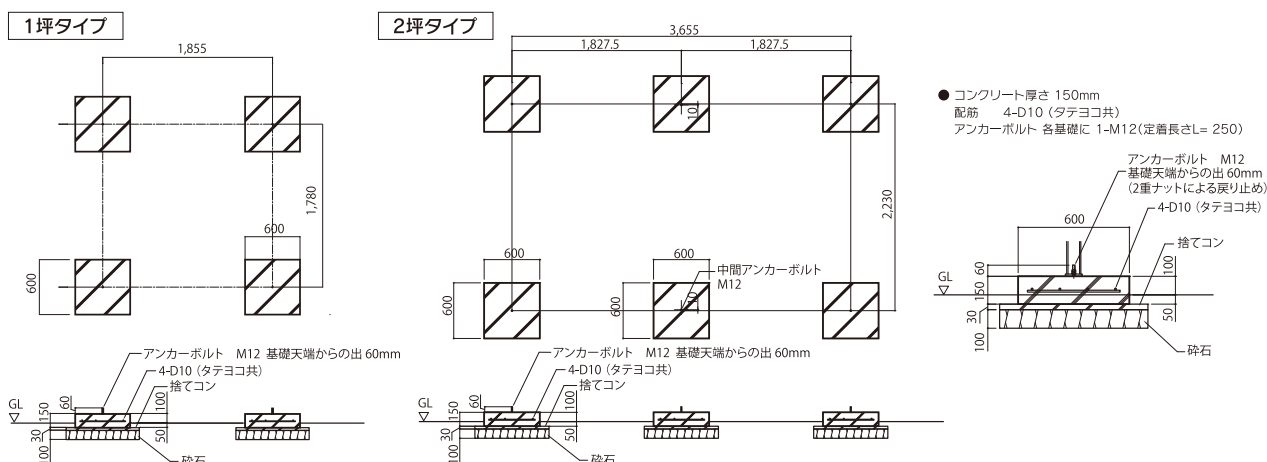 1坪タイプ
1,855
1,780
600
600
アンカーボルト M12 基礎天端からの出 60mm
4-D10 (タテヨコ共)
捨てコン
GL
60
150
30
100
100
50
砕石
2坪タイプ
3,655
1,827.5
1,827.5
10
2,230
600
600
600
600
10
中間アンカーボルト
M12
アンカーボルト M12 基礎天端からの出 60mm
4-D10 (タテヨコ共)
捨てコン
GL
60
150
30
100
100
50
砕石
● コンクリート厚さ 150mm
配筋 4-D10 (タテヨコ共)
アンカーボルト 各基礎に 1-M12(定着長さL= 250)
アンカーボルト M12
基礎天端からの出 60mm
(2重ナットによる戻り止め)
600
4-D10 (タテヨコ共)
捨てコン
GL
60
150
30
100
100
50
砕石